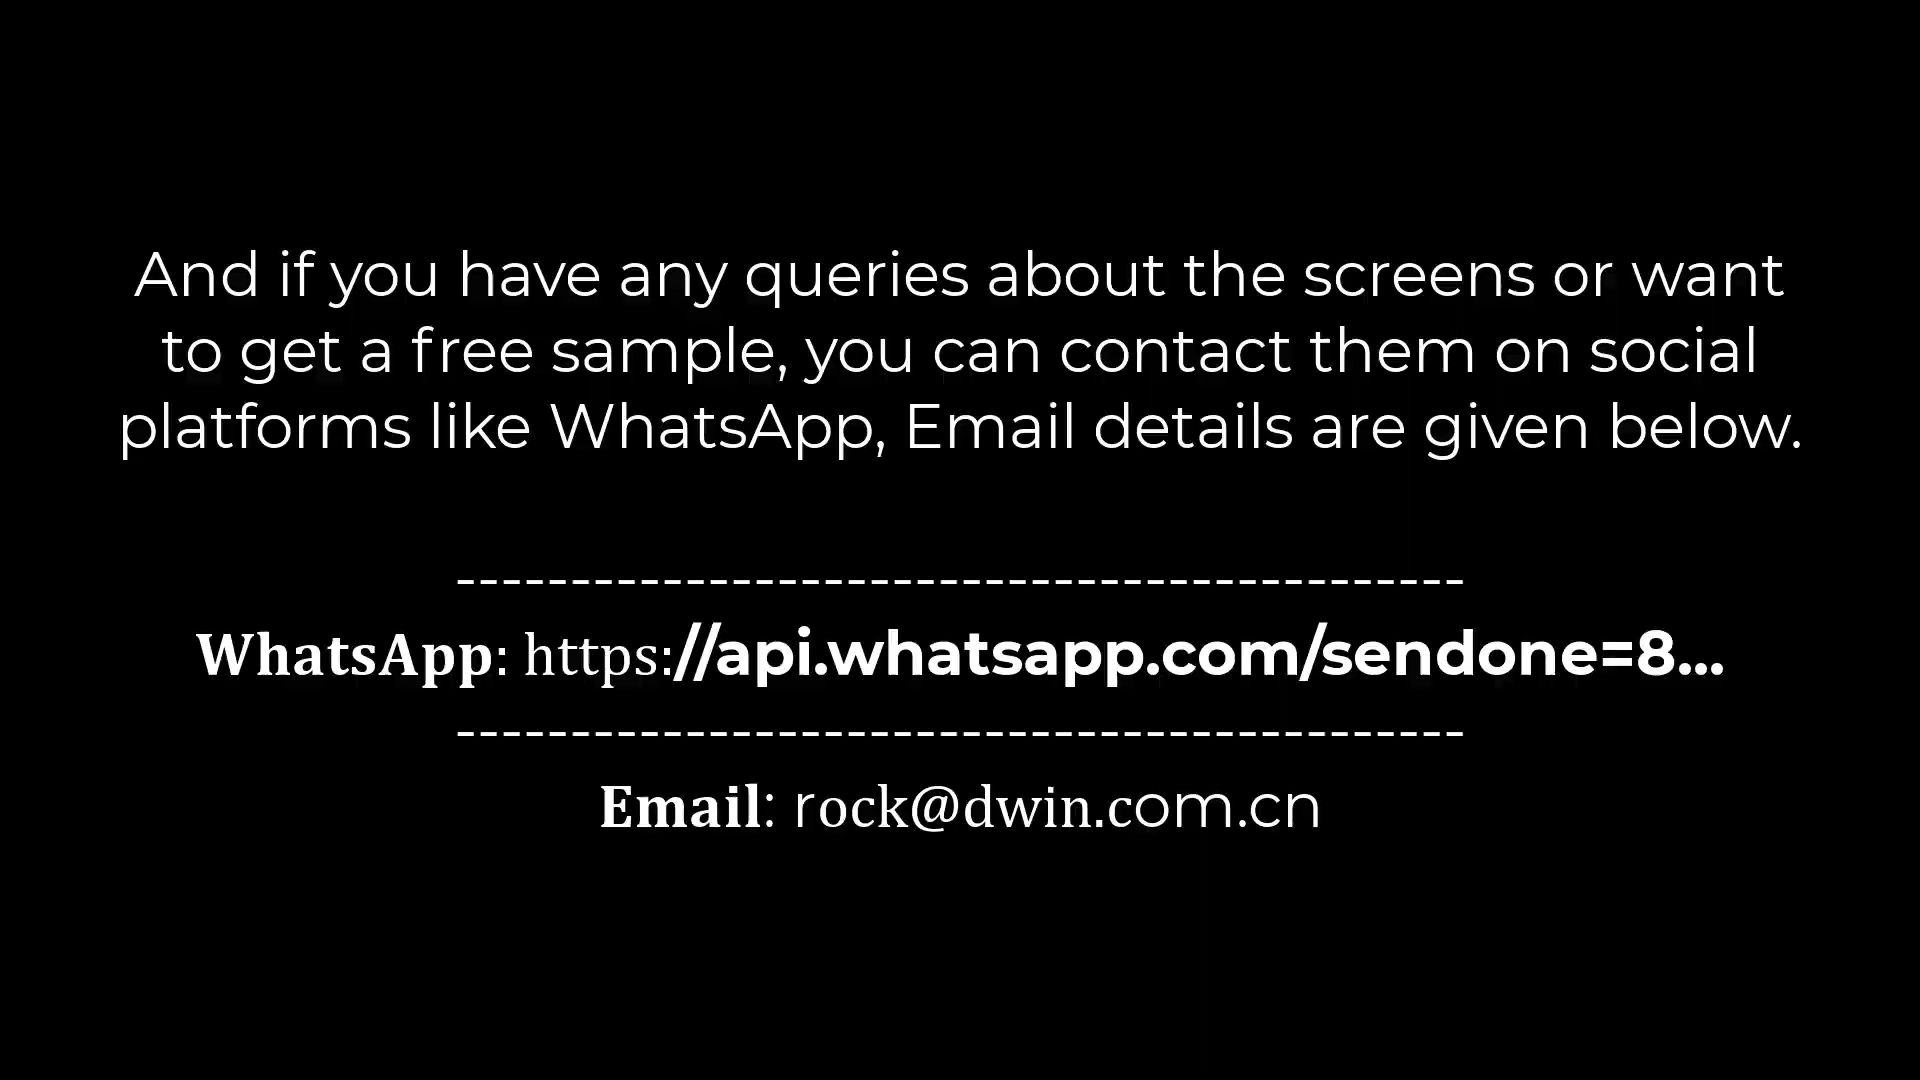 And if you have any queries about the screens or want
to get a free sample, you can contact them on social
platforms like WhatsApp, Email details are given below.
--------------------------------------------
WhatsApp: https://api.whatsapp.com/sendone=8...
--------------------------------------------
Email: rock@dwin.com.cn